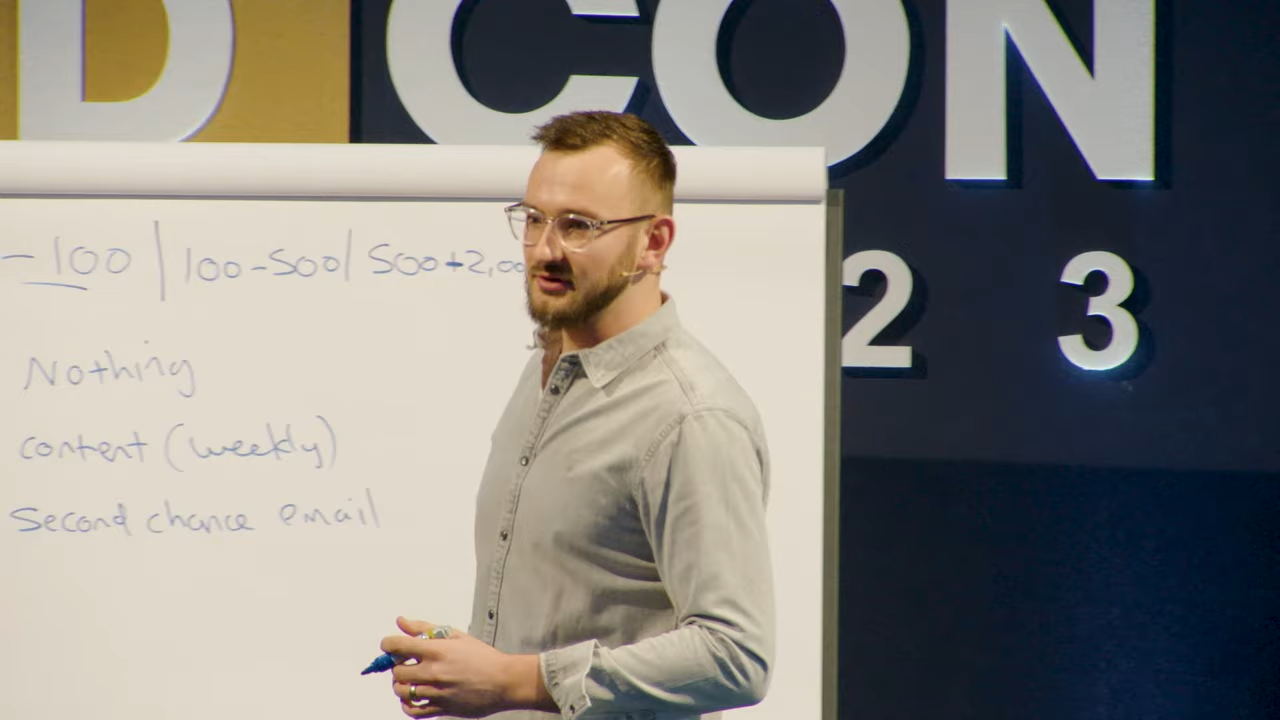 D CON
2 3
-100 | 100-500 | 500+2,00
Nothing
content (weekly)
Second chance email